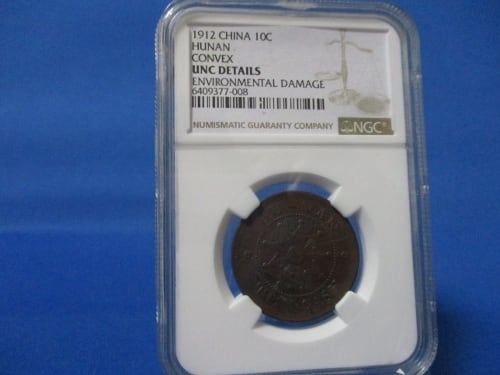 1912 CHINA 10C
HUNAN
CONVEX
UNC DETAILS
ENVIRONMENTAL DAMAGE
6409377-008
NUMISMATIC GUARANTY COMPANY
NGC